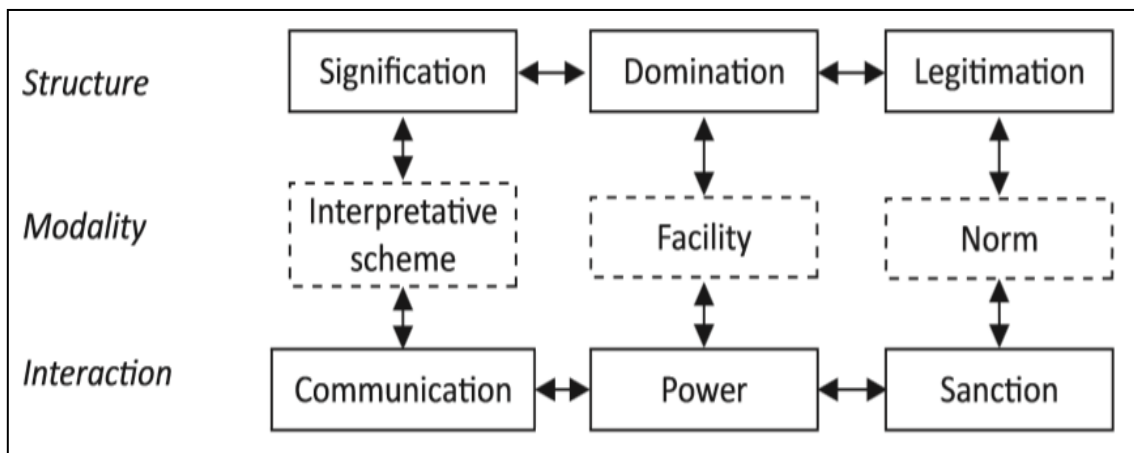 Structure
Signification
Domination
Legitimation
Modality
Interpretative
scheme
Facility
Norm
Interaction
Communication
Power
Sanction